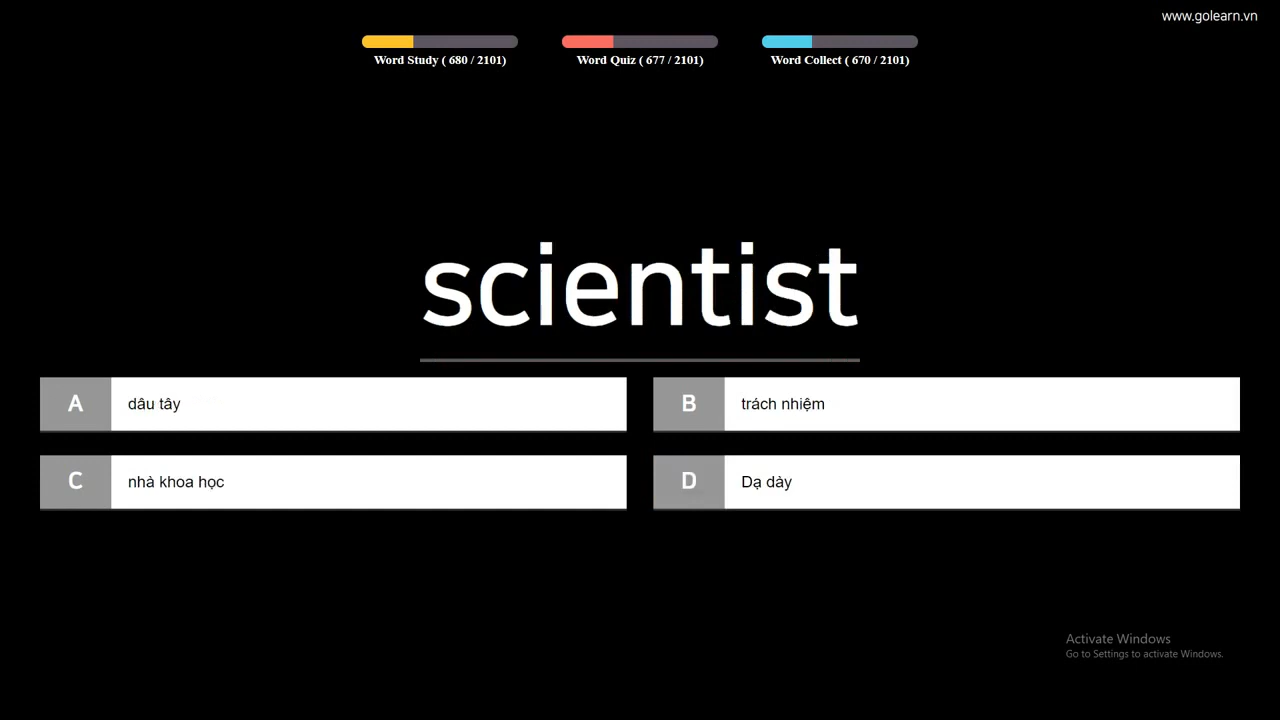 www.golearn.vn
Word Study ( 680 / 2101)
Word Quiz ( 677 / 2101)
Word Collect ( 670 / 2101)
scientist
A dâu tây
B trách nhiệm
C nhà khoa học
D Dạ dày
Activate Windows
Go to Settings to activate Windows.